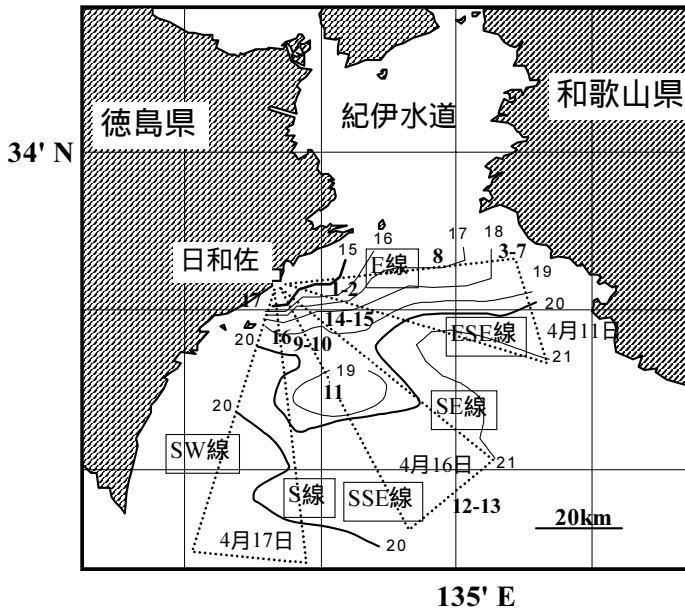 徳島県
紀伊水道
和歌山県
34' N
日和佐
15
16
E線
8
17
18
3-7
19
17
1-2
20
14-15
ESE線
4月11日
16
9-10
20
21
19
11
SE線
20
SW線
4月16日
21
S線
SSE線
12-13
4月17日
20
20km
135' E